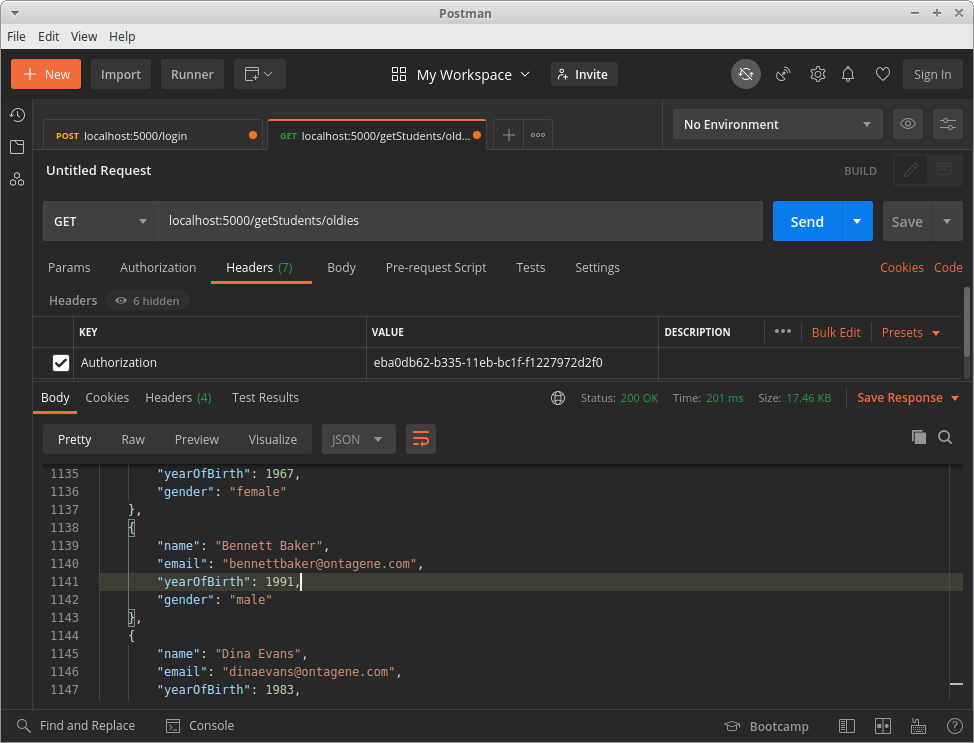 Postman
File Edit View Help
New Import Runner My Workspace Invite Sign In
POST localhost:5000/login GET localhost:5000/getStudents/old... No Environment
Untitled Request BUILD
GET localhost:5000/getStudents/oldies Send Save
Params Authorization Headers (7) Body Pre-request Script Tests Settings Cookies Code
Headers 6 hidden
KEY VALUE DESCRIPTION Bulk Edit Presets
Authorization eba0db62-b335-11eb-bc1f-f1227972d2f0
Body Cookies Headers (4) Test Results Status: 200 OK Time: 201 ms Size: 17.46 KB Save Response
Pretty Raw Preview Visualize JSON
1135 "yearOfBirth": 1967,
1136 "gender": "female"
1137 },
1138 {
1139 "name": "Bennett Baker",
1140 "email": "bennettbaker@ontagene.com",
1141 "yearOfBirth": 1991,
1142 "gender": "male"
1143 },
1144 {
1145 "name": "Dina Evans",
1146 "email": "dinaevans@ontagene.com",
1147 "yearOfBirth": 1983,
Find and Replace Console Bootcamp